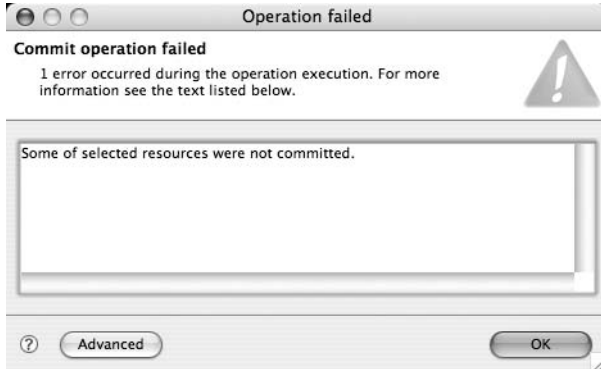 Operation failed
Commit operation failed
1 error occurred during the operation execution. For more
information see the text listed below.
Some of selected resources were not committed.
?
Advanced
OK